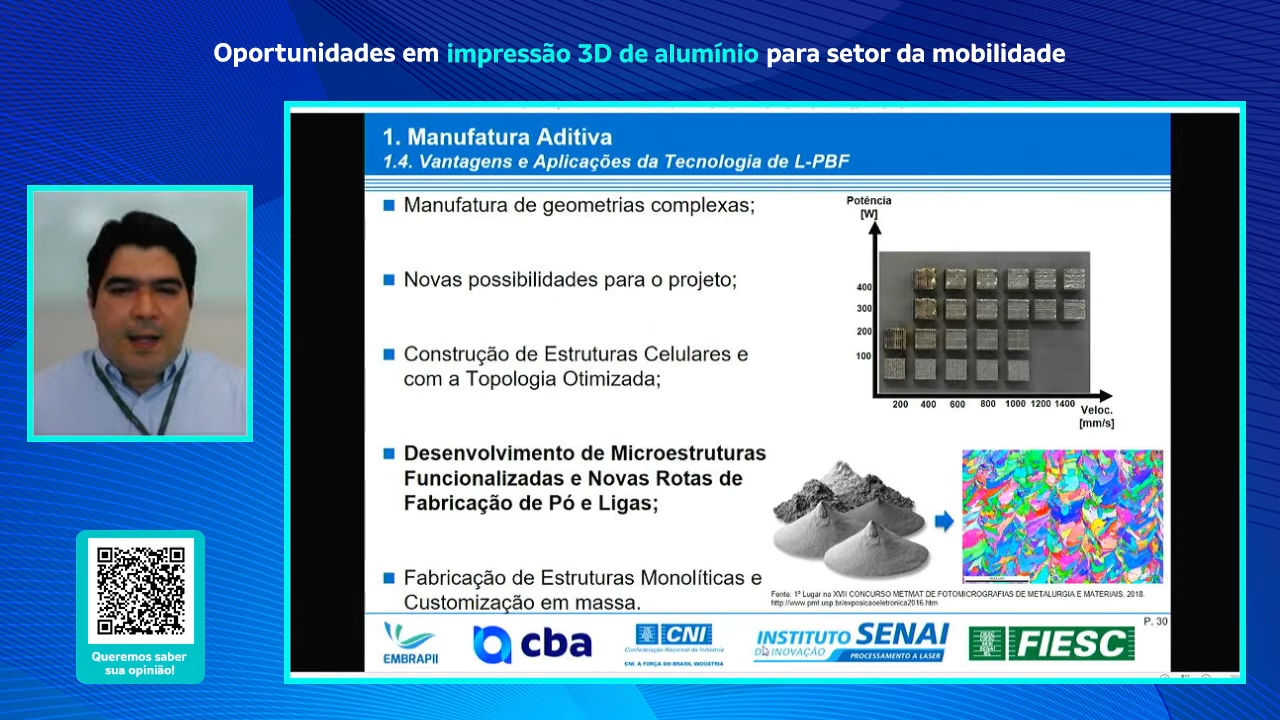 Oportunidades em impressão 3D de alumínio para setor da mobilidade
1. Manufatura Aditiva
1.4. Vantagens e Aplicações da Tecnologia de L-PBF
Manufatura de geometrias complexas;
Novas possibilidades para o projeto;
Construção de Estruturas Celulares e
com a Topologia Otimizada;
Desenvolvimento de Microestruturas
Funcionalizadas e Novas Rotas de
Fabricação de Pó e Ligas;
Fabricação de Estruturas Monolíticas e
Customização em massa.
Potência
[W]
400
300
200
100
200 400 600 800 1000 1200 1400
Veloc.
[mm/s]
Fonte: 1º Lugar no XVII CONCURSO METMAT DE FOTOMICROGRAFIAS DE METALURGIA E MATERIAIS, 2018.
http://www.pmt.usp.br/exposicaoeletronica2016.htm
P. 30
EMBRAPII
cba
CNI
Confederação Nacional da Indústria
CNI. A FORÇA DO BRASIL INDÚSTRIA
INSTITUTO SENAI
DE INOVAÇÃO
PROCESSAMENTO A LASER
FIESC
Queremos saber
sua opinião!